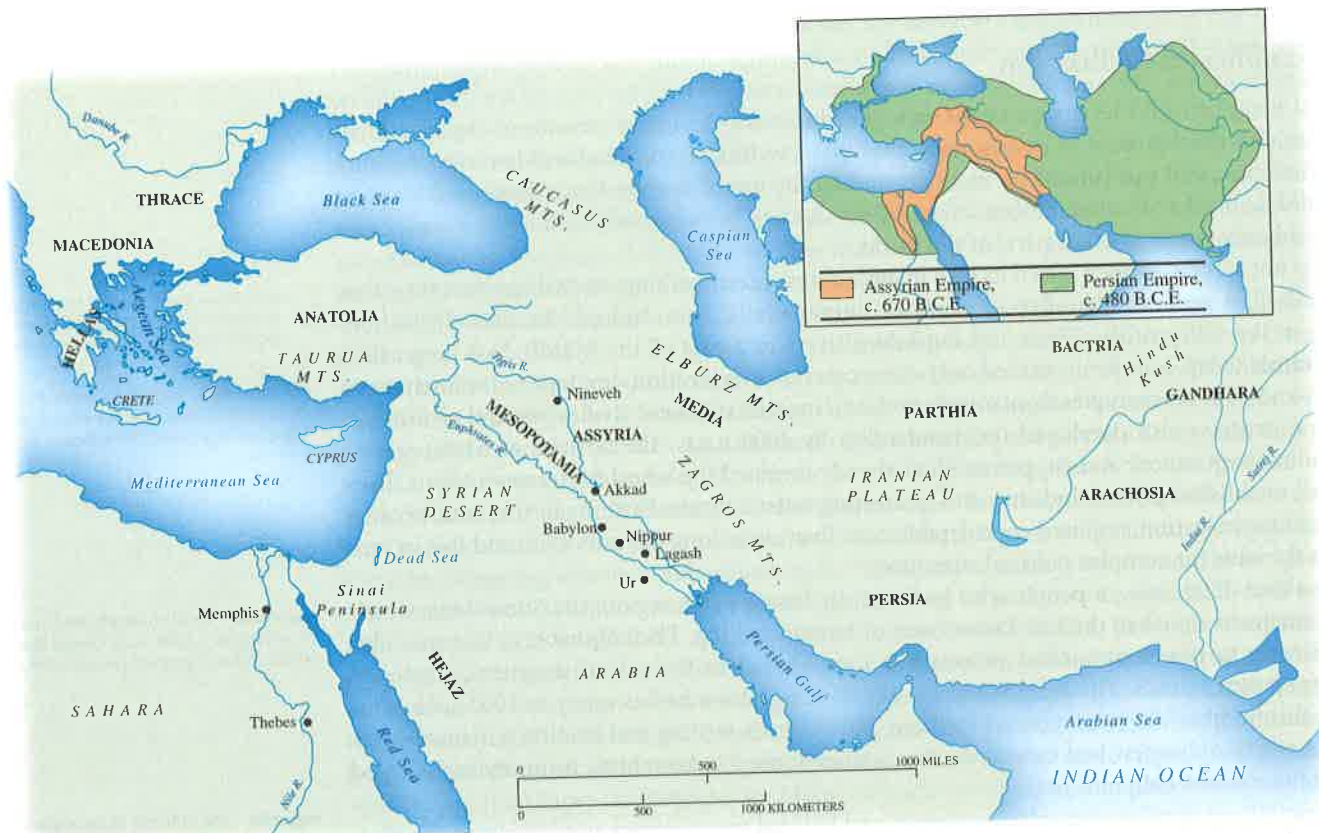 Danube R.
THRACE
Black Sea
CAUCASUS
MTS.
Caspian
Sea
MACEDONIA
Aegean Sea
HELLAS
ANATOLIA
TAURUA
MTS.
CRETE
CYPRUS
Mediterranean Sea
Tigris R.
Nineveh
MESOPOTAMIA
ASSYRIA
Euphrates R.
ELBURZ MTS.
MEDIA
PARTHIA
BACTRIA
Hindu
Kush
GANDHARA
Assyrian Empire,
c. 670 B.C.E.
Persian Empire,
c. 480 B.C.E.
SYRIAN
DESERT
Akkad
ZAGROS MTS.
IRANIAN
PLATEAU
ARACHOSIA
Sutlej R.
Indus R.
Babylon
Nippur
Lagash
Ur
Dead Sea
Sinai
Peninsula
Memphis
PERSIA
Persian Gulf
HEJAZ
ARABIA
SAHARA
Thebes
Red Sea
Nile R.
Arabian Sea
INDIAN OCEAN
0 500 1000 MILES
0 500 1000 KILOMETERS